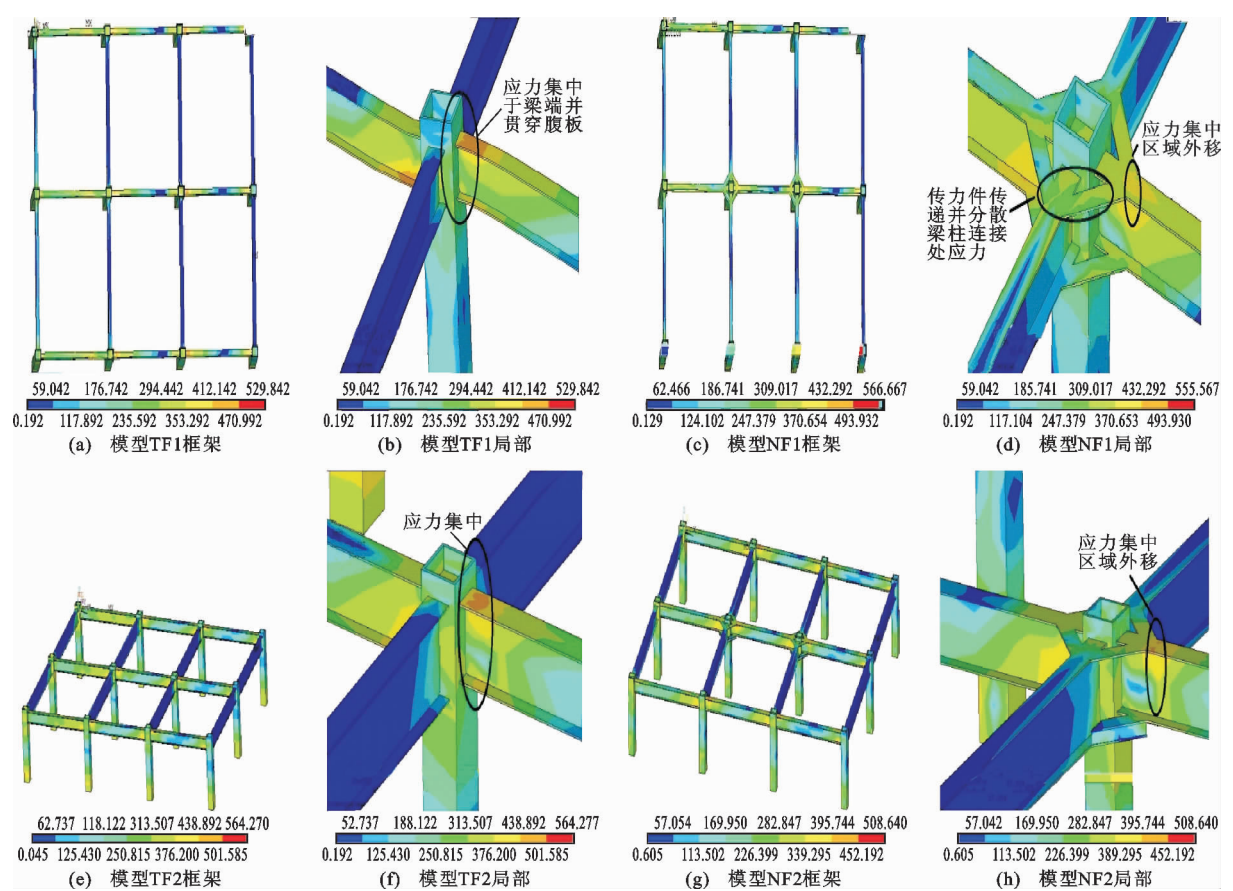 应力集中
于梁端并
贯穿腹板
应力集中
区域外移
传力件传
递并分散
梁柱连接
处应力
59.042 176.742 294.442 412.142 529.842
0.192 117.892 235.592 353.292 470.992
(a) 模型TF1框架
59.042 176.742 294.442 412.142 529.842
0.192 117.892 235.592 353.292 470.992
(b) 模型TF1局部
62.466 186.741 309.017 432.292 566.667
0.129 124.102 247.379 370.654 493.932
(c) 模型NF1框架
59.042 185.741 309.017 432.292 555.567
0.192 117.104 247.379 370.653 493.930
(d) 模型NF1局部
应力集中
应力集中
区域外移
62.737 118.122 313.507 438.892 564.270
0.045 125.430 250.815 376.200 501.585
(e) 模型TF2框架
52.737 188.122 313.507 438.892 564.277
0.192 125.430 250.815 376.200 501.585
(f) 模型TF2局部
57.054 169.950 282.847 395.744 508.640
0.605 113.502 226.399 339.295 452.192
(g) 模型NF2框架
57.042 169.950 282.847 395.744 508.640
0.605 113.502 226.399 389.295 452.192
(h) 模型NF2局部